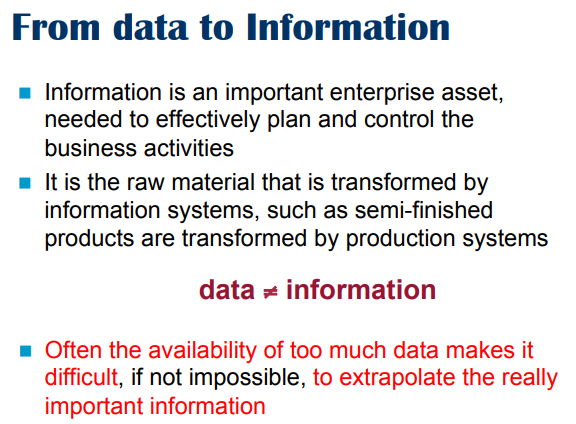 From data to Information
Information is an important enterprise asset,
needed to effectively plan and control the
business activities
It is the raw material that is transformed by
information systems, such as semi-finished
products are transformed by production systems
data ≠ information
Often the availability of too much data makes it
difficult, if not impossible, to extrapolate the really
important information